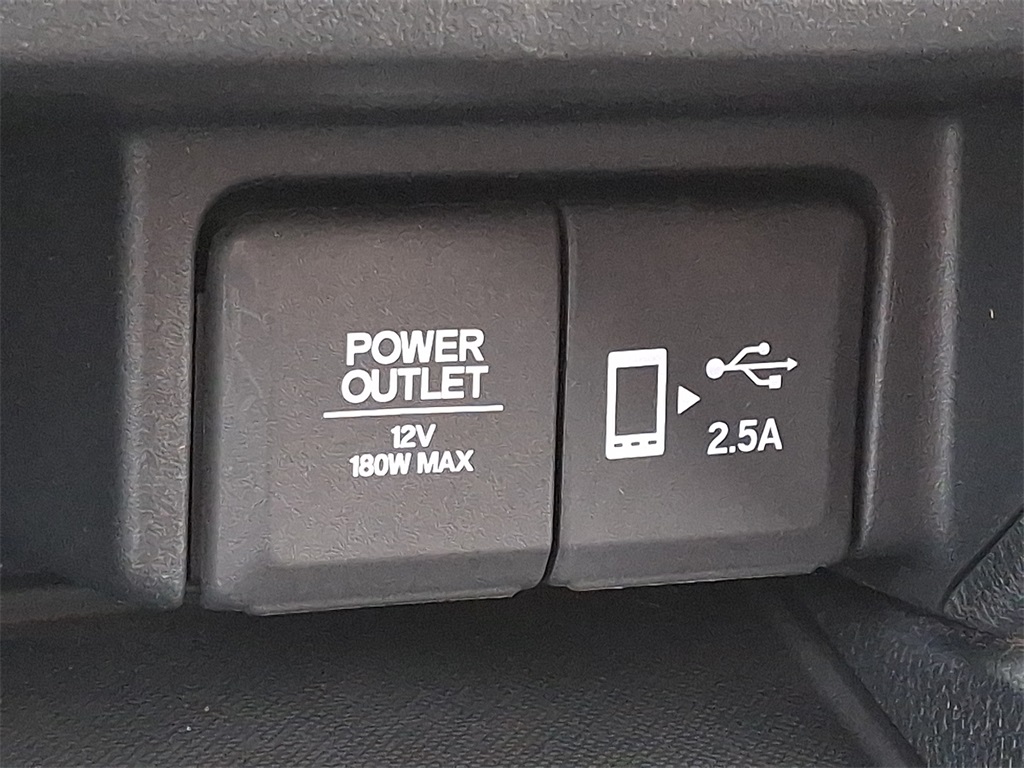 POWER
OUTLET
12V
180W MAX
2.5A